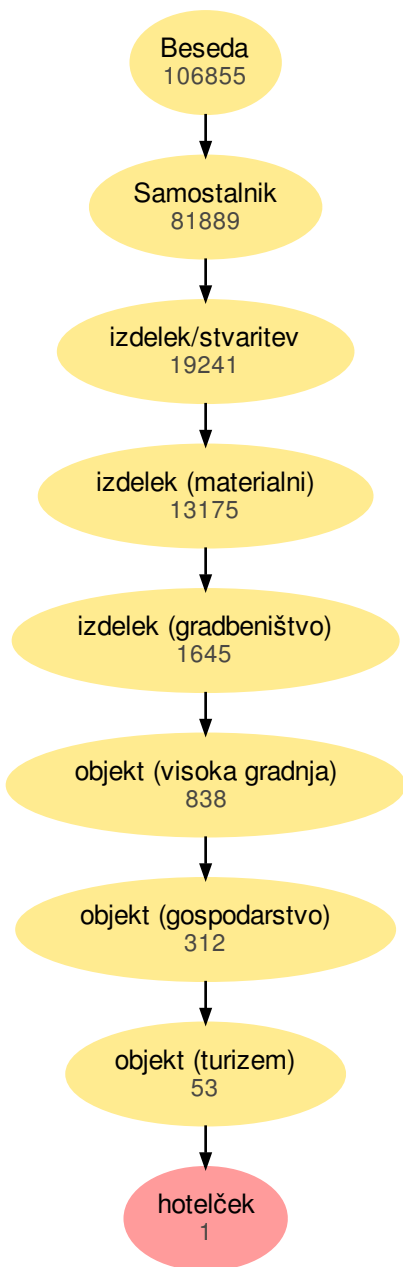 Beseda
106855
Samostalnik
81889
izdelek/stvaritev
19241
izdelek (materialni)
13175
izdelek (gradbeništvo)
1645
objekt (visoka gradnja)
838
objekt (gospodarstvo)
312
objekt (turizem)
53
hotelček
1